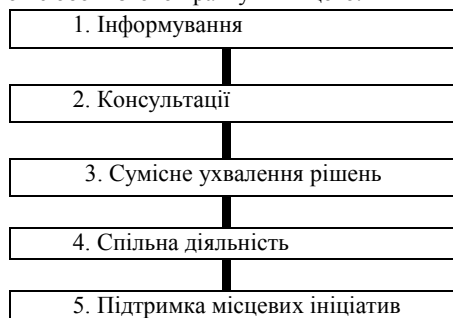 1. Інформування
2. Консультації
3. Сумісне ухвалення рішень
4. Спільна діяльність
5. Підтримка місцевих ініціатив